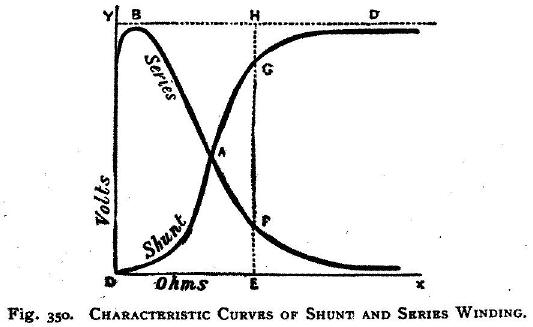 Y B H D
Series
G
A
Volts
Shunt
F
D Ohms E X
Fig. 350. CHARACTERISTIC CURVES OF SHUNT AND SERIES WINDING.